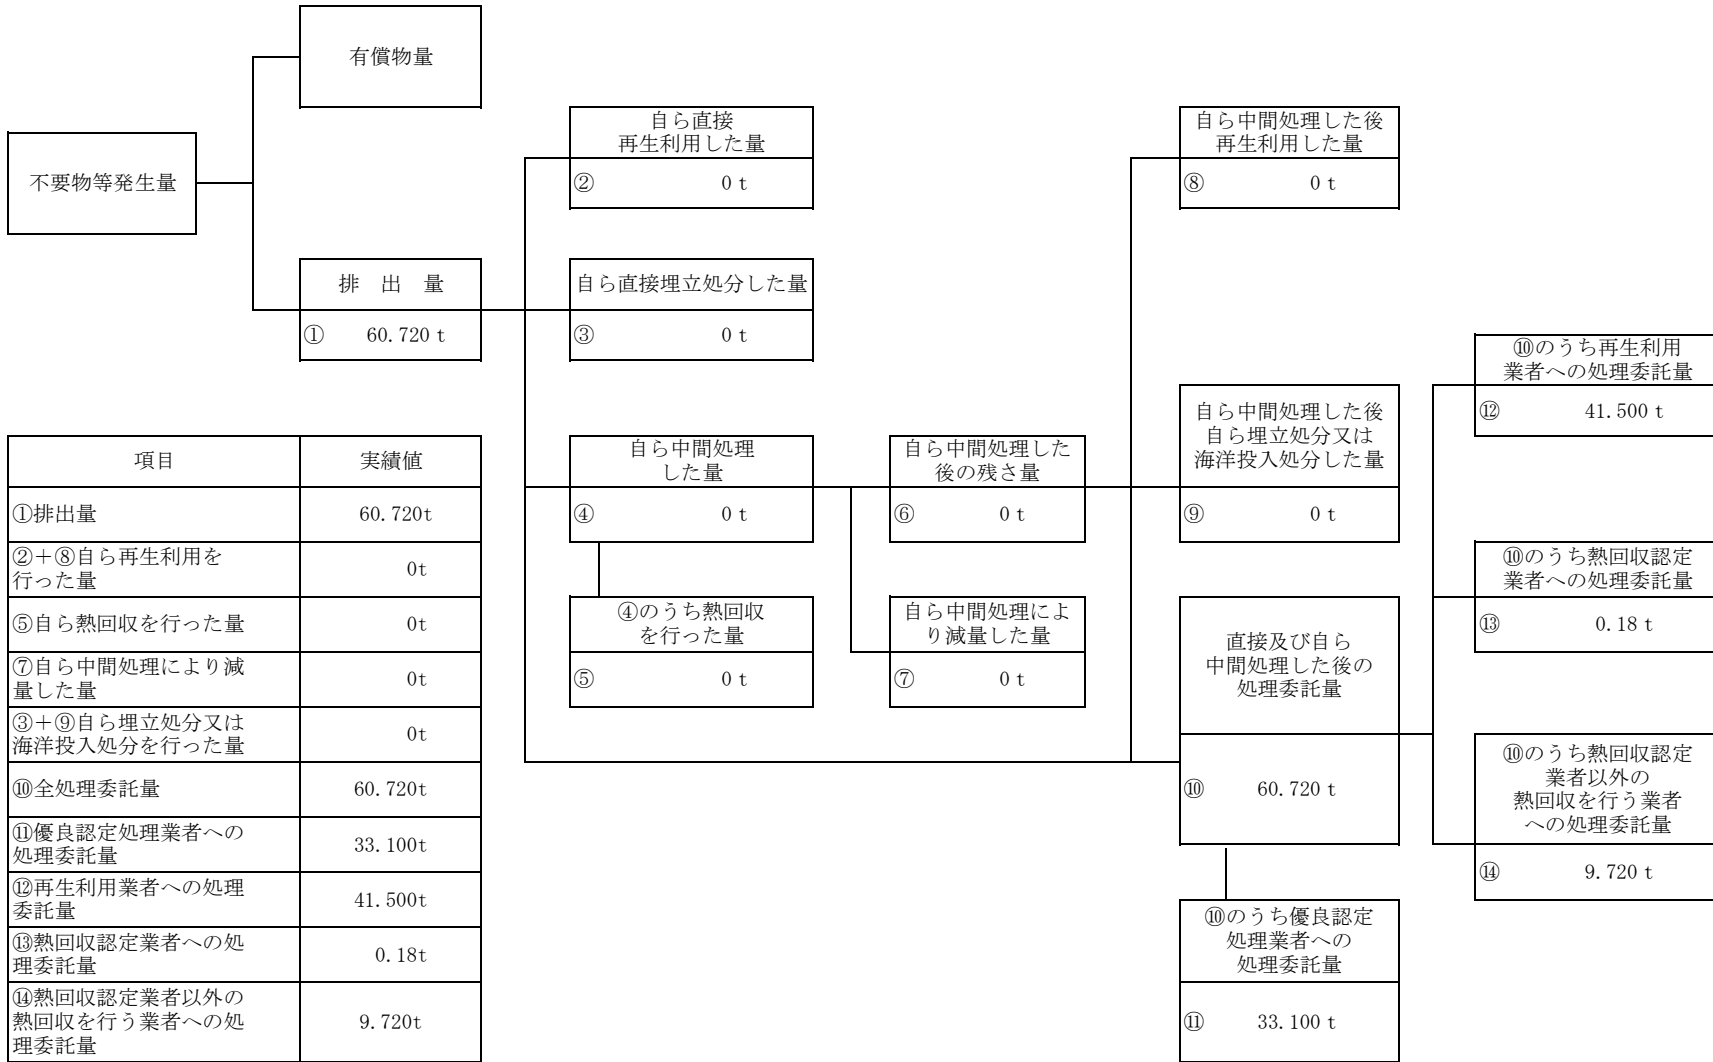 有償物量
不要物等発生量
排　出　量
① 60.720 t
自ら直接
再生利用した量
② 0 t
自ら直接埋立処分した量
③ 0 t
自ら中間処理
した量
④ 0 t
④のうち熱回収
を行った量
⑤ 0 t
自ら中間処理した
後の残さ量
⑥ 0 t
自ら中間処理によ
り減量した量
⑦ 0 t
自ら中間処理した後
再生利用した量
⑧ 0 t
自ら中間処理した後
自ら埋立処分又は
海洋投入処分した量
⑨ 0 t
直接及び自ら
中間処理した後の
処理委託量
⑩ 60.720 t
⑩のうち優良認定
処理業者への
処理委託量
⑪ 33.100 t
⑩のうち再生利用
業者への処理委託量
⑫ 41.500 t
⑩のうち熱回収認定
業者への処理委託量
⑬ 0.18 t
⑩のうち熱回収認定
業者以外の
熱回収を行う業者
への処理委託量
⑭ 9.720 t
項目 実績値
①排出量 60.720t
②＋⑧自ら再生利用を
行った量 0t
⑤自ら熱回収を行った量 0t
⑦自ら中間処理により減
量した量 0t
③＋⑨自ら埋立処分又は
海洋投入処分を行った量 0t
⑩全処理委託量 60.720t
⑪優良認定処理業者への
処理委託量 33.100t
⑫再生利用業者への処理
委託量 41.500t
⑬熱回収認定業者への処
理委託量 0.18t
⑭熱回収認定業者以外の
熱回収を行う業者への処
理委託量 9.720t